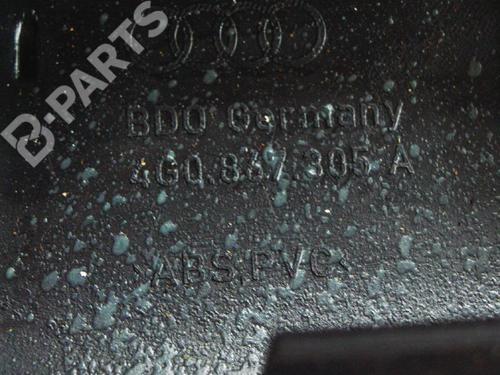 B-PARTS
BDO Germany
4G0.837.305 A
>ABS,PVC<